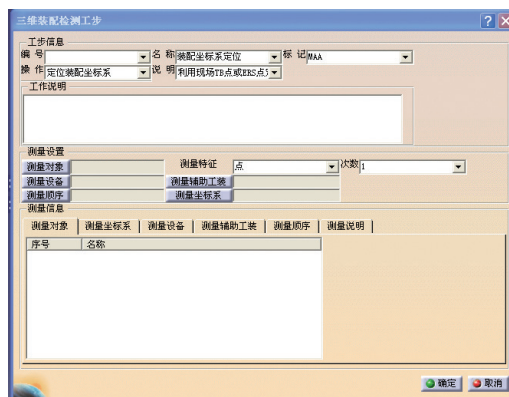 三维装配检测工步
工步信息
编 号 名 称 装配坐标系定位 标 记 MAA
操 作 定位装配坐标系 说 明 利用现场TB点或ERS点
工作说明
测量设置
测量对象 测量特征 点 次数 1
测量设备 测量辅助工装
测量顺序 测量坐标系
测量信息
测量对象 测量坐标系 测量设备 测量辅助工装 测量顺序 测量说明
序号 名称
确定 取消